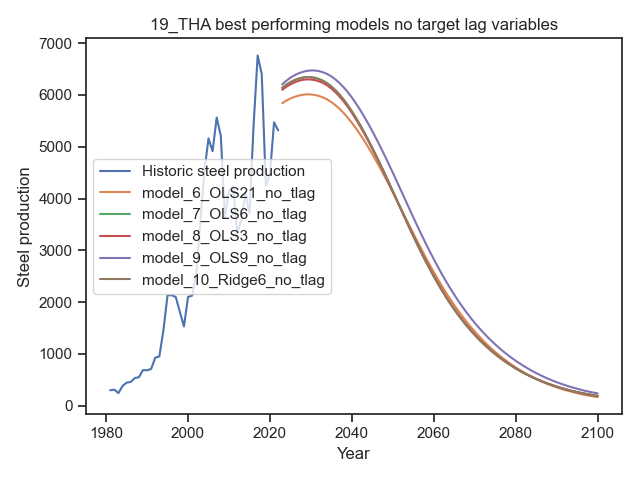 19_THA best performing models no target lag variables
7000
6000
5000
4000
3000
2000
1000
0
Steel production
Historic steel production
model_6_OLS21_no_tlag
model_7_OLS6_no_tlag
model_8_OLS3_no_tlag
model_9_OLS9_no_tlag
model_10_Ridge6_no_tlag
1980 2000 2020 2040 2060 2080 2100
Year